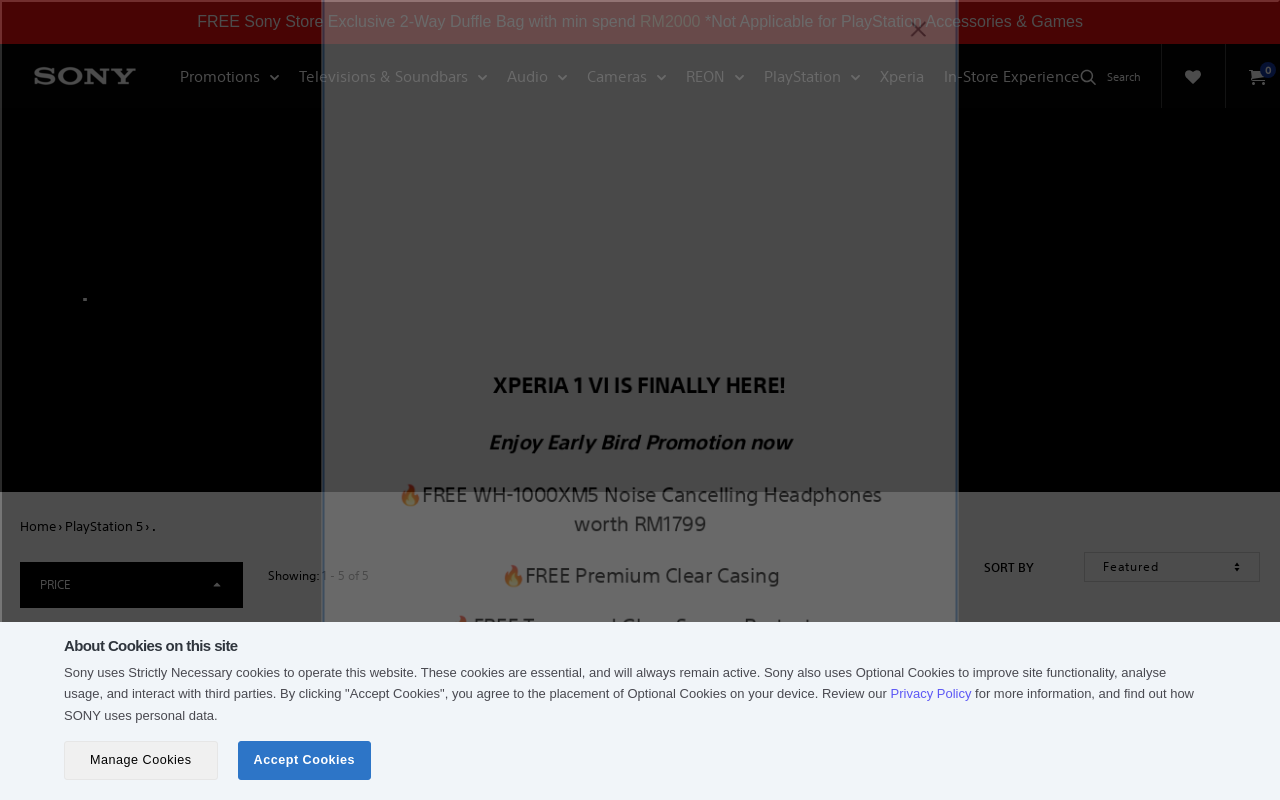 FREE Sony Store Exclusive 2-Way Duffle Bag with min spend RM2000 *Not Applicable for PlayStation Accessories & Games
SONY
Promotions
Televisions & Soundbars
Audio
Cameras
REON
PlayStation
Xperia
In-Store Experience
Search
0
XPERIA 1 VI IS FINALLY HERE!
Enjoy Early Bird Promotion now
🔥FREE WH-1000XM5 Noise Cancelling Headphones
worth RM1799
Home › PlayStation 5 › .
PRICE
Showing: 1 - 5 of 5
🔥FREE Premium Clear Casing
SORT BY
Featured
About Cookies on this site
Sony uses Strictly Necessary cookies to operate this website. These cookies are essential, and will always remain active. Sony also uses Optional Cookies to improve site functionality, analyse
usage, and interact with third parties. By clicking "Accept Cookies", you agree to the placement of Optional Cookies on your device. Review our Privacy Policy for more information, and find out how
SONY uses personal data.
Manage Cookies
Accept Cookies